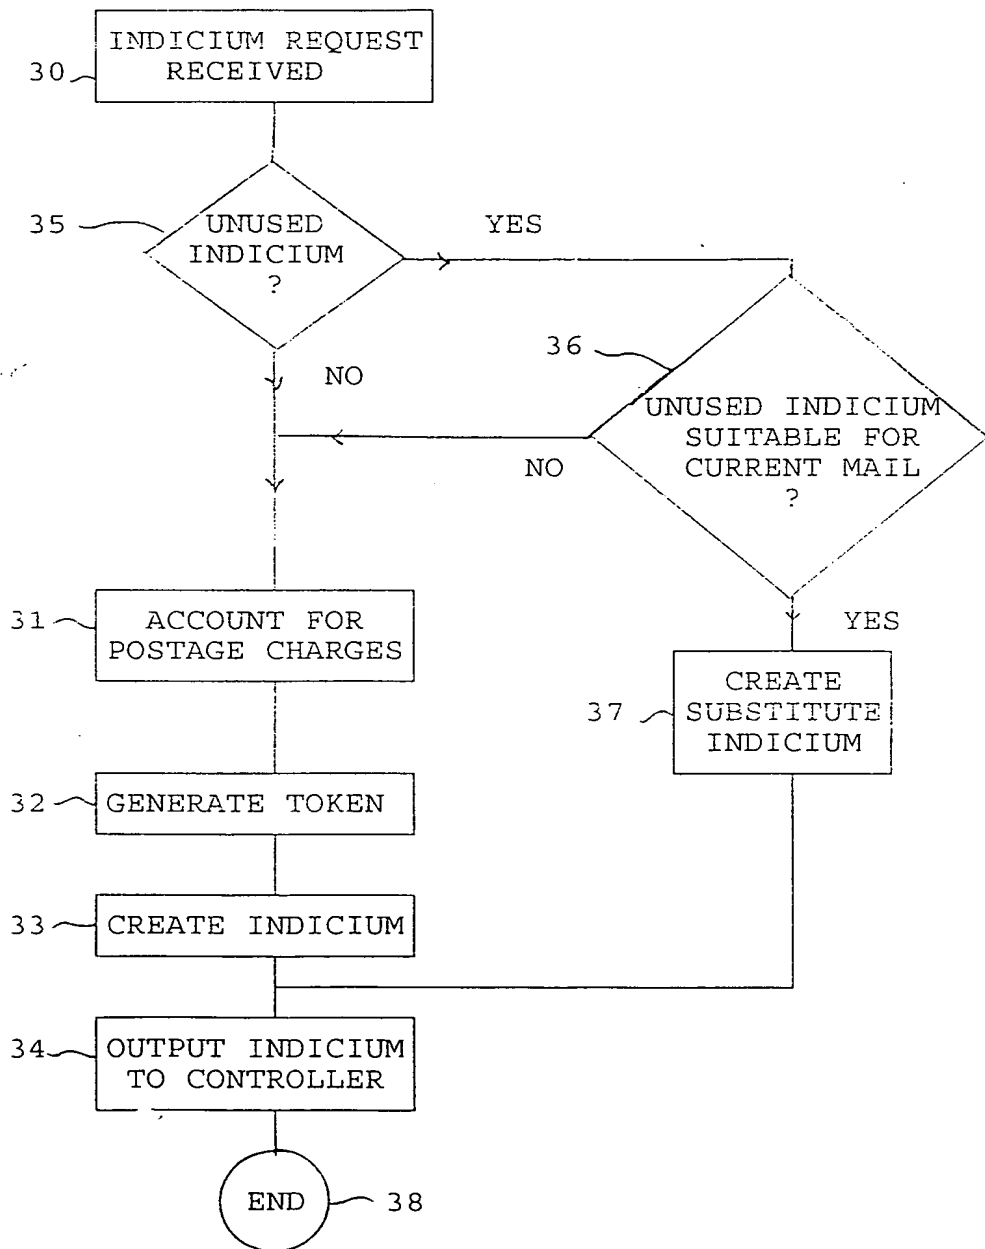 INDICIUM REQUEST
RECEIVED
30
35
UNUSED
INDICIUM
?
YES
NO
36
UNUSED INDICIUM
SUITABLE FOR
CURRENT MAIL
?
NO
YES
31
ACCOUNT FOR
POSTAGE CHARGES
37
CREATE
SUBSTITUTE
INDICIUM
32
GENERATE TOKEN
33
CREATE INDICIUM
34
OUTPUT INDICIUM
TO CONTROLLER
END
38